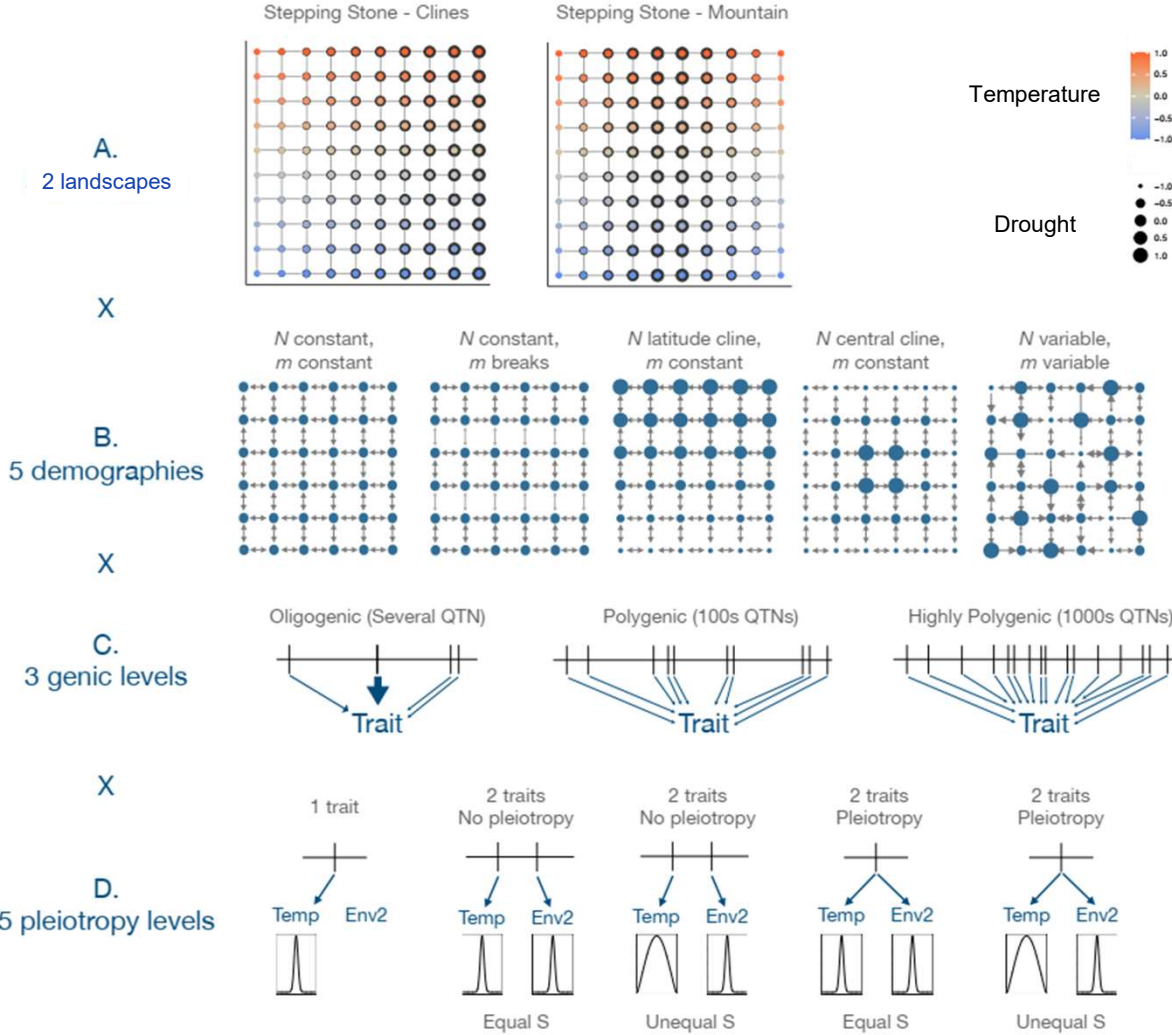 Stepping Stone - Clines
Stepping Stone - Mountain
Temperature
1.0
0.5
0.0
-0.5
-1.0
A.
2 landscapes
Drought
-1.0
-0.5
0.0
0.5
1.0
X
N constant,
m constant
N constant,
m breaks
N latitude cline,
m constant
N central cline,
m constant
N variable,
m variable
B.
5 demographies
X
Oligogenic (Several QTN)
Polygenic (100s QTNs)
Highly Polygenic (1000s QTNs)
C.
3 genic levels
Trait
Trait
Trait
X
1 trait
2 traits
No pleiotropy
2 traits
No pleiotropy
2 traits
Pleiotropy
2 traits
Pleiotropy
D.
5 pleiotropy levels
Temp Env2
Temp Env2
Temp Env2
Temp Env2
Temp Env2
Equal S
Unequal S
Equal S
Unequal S